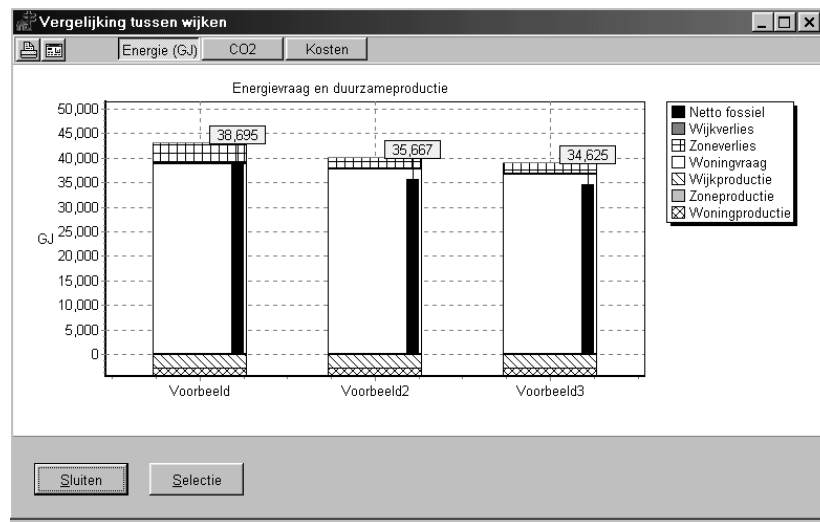 Vergelijking tussen wijken
Energie (GJ) CO2 Kosten
Energievraag en duurzameproductie
50,000
45,000
40,000
35,000
30,000
25,000
20,000
15,000
10,000
5,000
0
GJ
38,695
35,667
34,625
Voorbeeld Voorbeeld2 Voorbeeld3
Netto fossiel
Wijkverlies
Zoneverlies
Woningvraag
Wijkproductie
Zoneproductie
Woningproductie
Sluiten Selectie